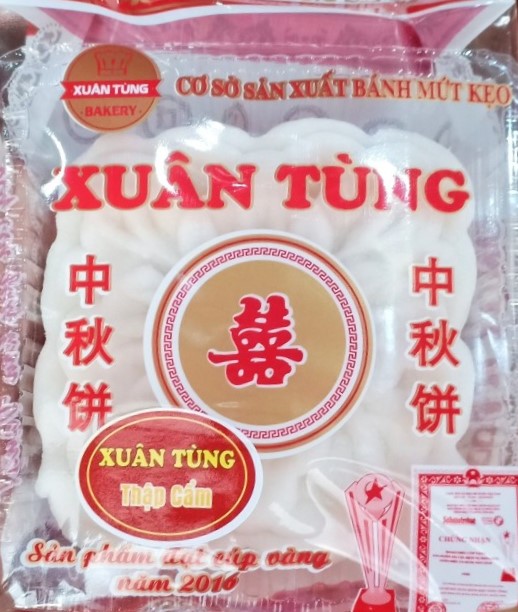 XUÂN TÙNG
BAKERY
CƠ SỞ SẢN XUẤT BÁNH MỨT KẸO
XUÂN TÙNG
中秋饼
囍
中秋饼
XUÂN TÙNG
Thập Cẩm
Sản phẩm đạt cúp vàng
năm 2010
CHỨNG NHẬN